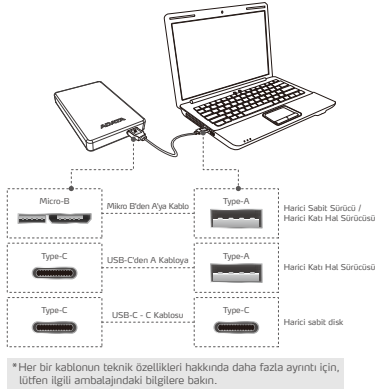 ADATA
Micro-B
Mikro B'den A'ya Kablo
Type-A
Harici Sabit Sürücü /
Harici Katı Hal Sürücüsü
Type-C
USB-C'den A Kabloya
Type-A
Harici Katı Hal Sürücüsü
Type-C
USB-C - C Kablosu
Type-C
Harici sabit disk
*Her bir kablonun teknik özellikleri hakkında daha fazla ayrıntı için,
lütfen ilgili ambalajındaki bilgilere bakın.